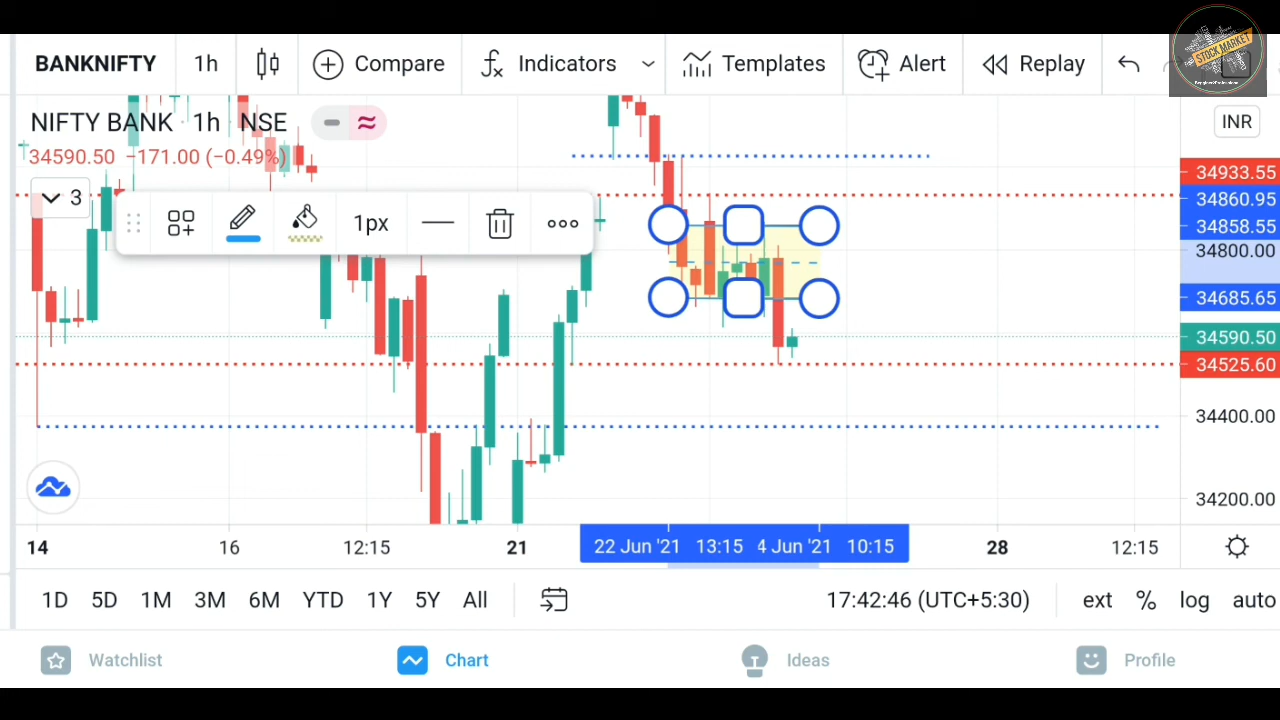 STOCK MARKET
BANKNIFTY 1h Compare Indicators Templates Alert Replay
NIFTY BANK · 1h · NSE
INR
34590.50 −171.00 (−0.49%)
34933.55
3
34860.95
1px
34858.55
34800.00
34685.65
34590.50
34525.60
34400.00
34200.00
14 16 12:15 21 22 Jun '21 13:15 4 Jun '21 10:15 28 12:15
1D 5D 1M 3M 6M YTD 1Y 5Y All 17:42:46 (UTC+5:30) ext % log auto
Watchlist Chart Ideas Profile